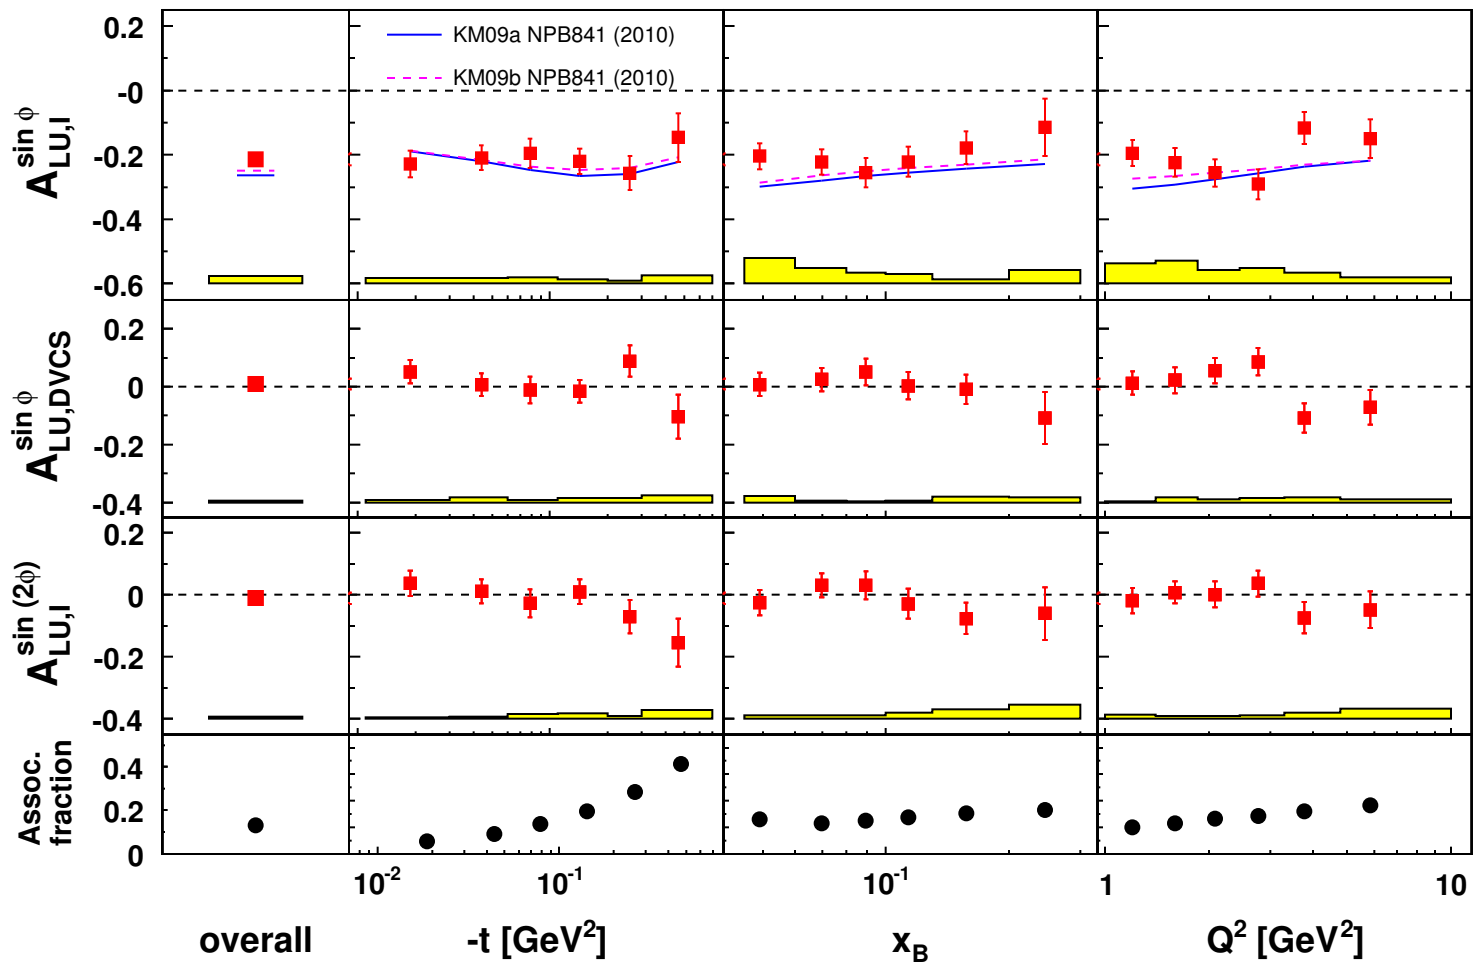 KM09a NPB841 (2010)
KM09b NPB841 (2010)
A_{LU,I}^{sin ϕ}
0.2
-0
-0.2
-0.4
-0.6
A_{LU,DVCS}^{sin ϕ}
0.2
0
-0.2
-0.4
A_{LU,I}^{sin (2ϕ)}
0.2
0
-0.2
-0.4
Assoc.
fraction
0.4
0.2
0
10^{-2}
10^{-1}
10^{-1}
1
10
overall
-t [GeV^2]
x_B
Q^2 [GeV^2]